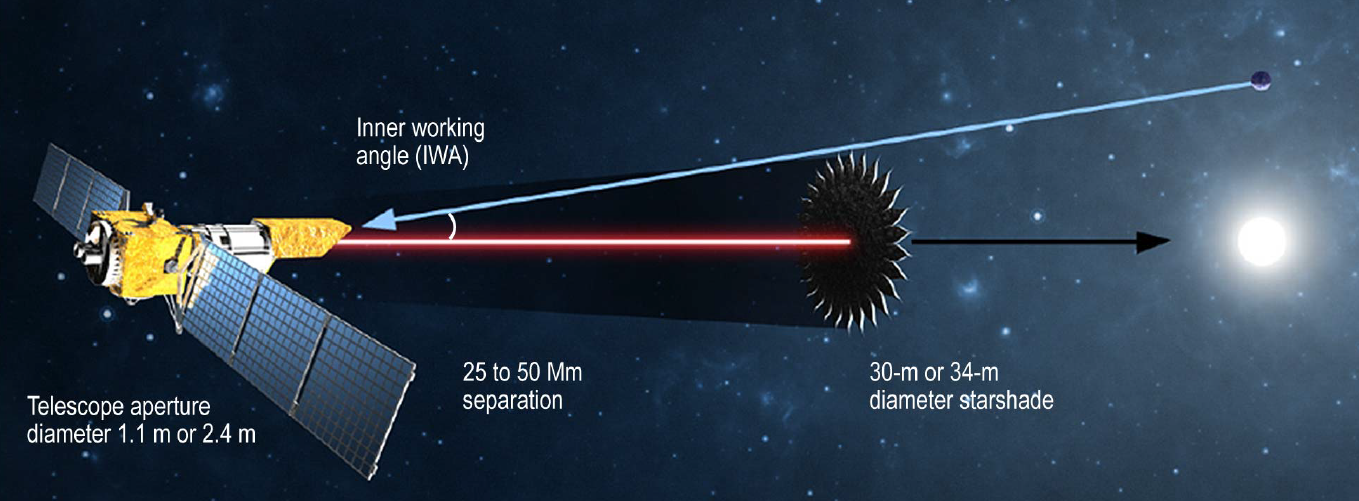 Inner working
angle (IWA)
25 to 50 Mm
separation
30-m or 34-m
diameter starshade
Telescope aperture
diameter 1.1 m or 2.4 m